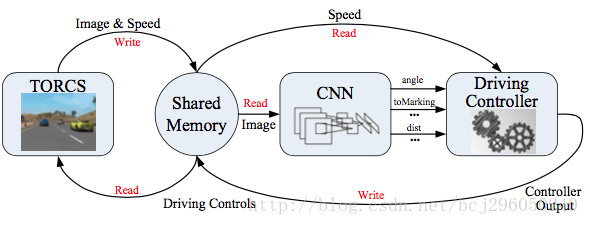 Image & Speed
Write
Speed
Read
TORCS
Shared
Memory
Read
Image
CNN
angle
toMarking
...
dist
...
Driving
Controller
Read
Driving Controls
Write
Controller
Output